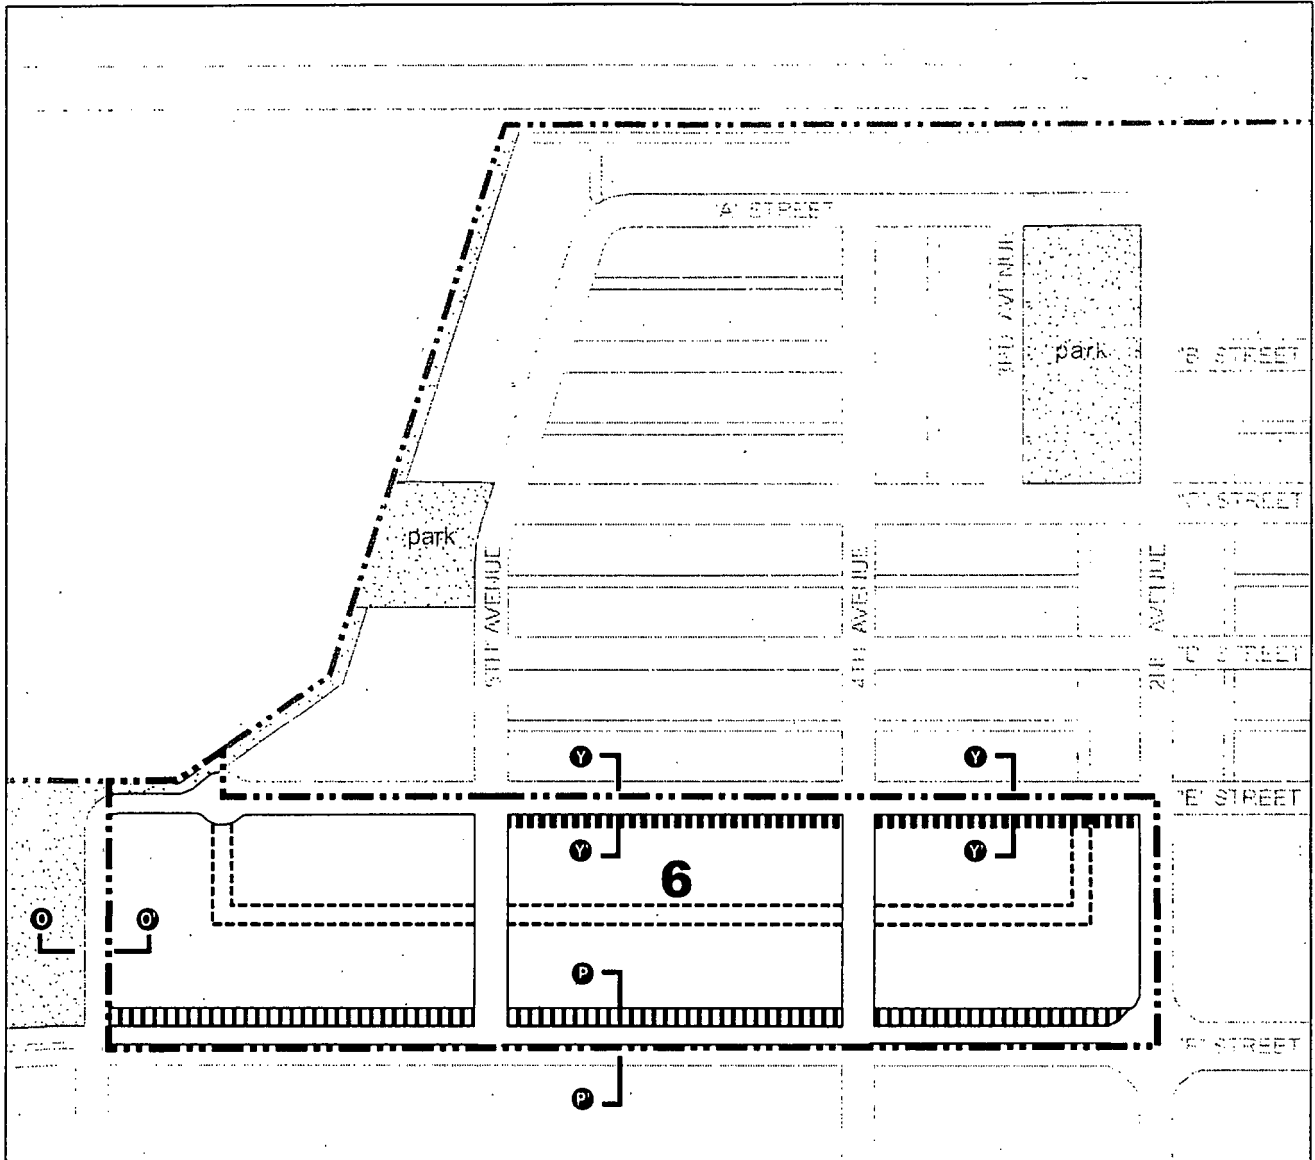 'A' STREET
3RD AVENUE
park
'B' STREET
STREET
park
5TH AVENUE
4TH AVENUE
2ND AVENUE
'D' STREET
Y
Y
'E' STREET
Y'
Y'
6
O
O'
P
'F' STREET
P'